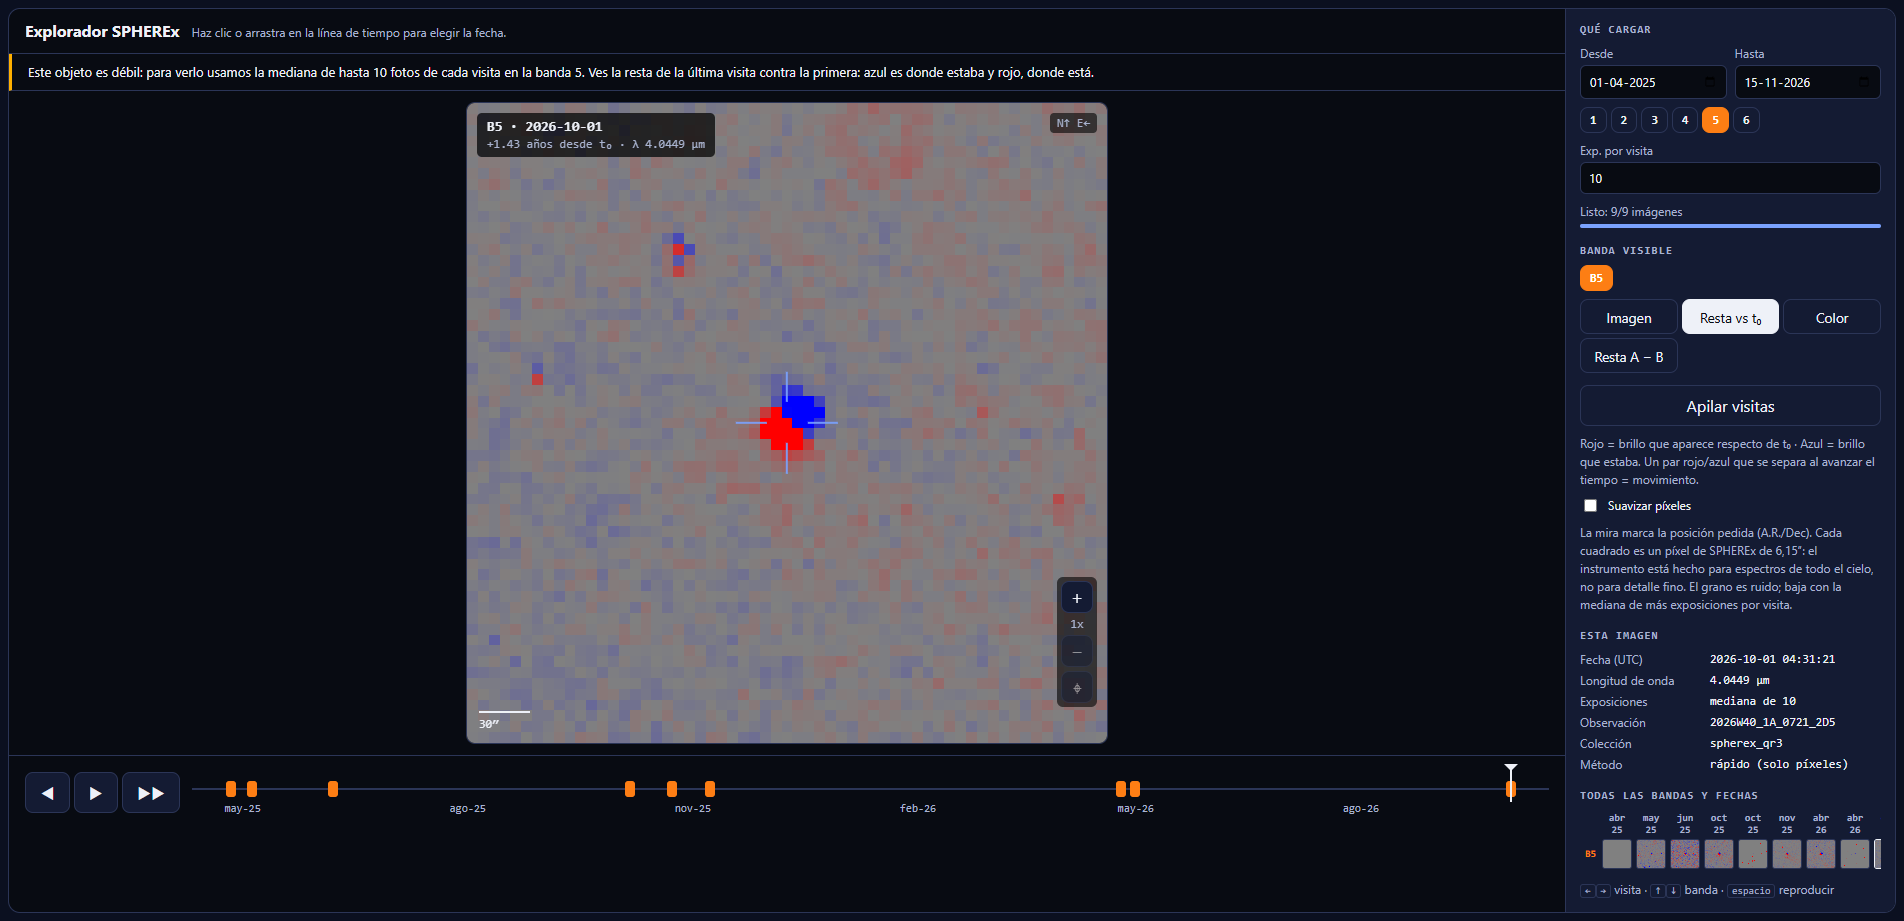 Explorador SPHEREx Haz clic o arrastra en la línea de tiempo para elegir la fecha.
Este objeto es débil: para verlo usamos la mediana de hasta 10 fotos de cada visita en la banda 5. Ves la resta de la última visita contra la primera: azul es donde estaba y rojo, donde está.
B5 • 2026-10-01
+1.43 años desde t₀ · λ 4.0449 μm
N↑ E←
+
1x
−
⌖
30″
◀ ▶ ▶▶
may-25 ago-25 nov-25 feb-26 may-26 ago-26
QUÉ CARGAR
Desde Hasta
01-04-2025 15-11-2026
1 2 3 4 5 6
Exp. por visita
10
Listo: 9/9 imágenes
BANDA VISIBLE
B5
Imagen Resta vs t₀ Color
Resta A − B
Apilar visitas
Rojo = brillo que aparece respecto de t₀ · Azul = brillo
que estaba. Un par rojo/azul que se separa al avanzar el
tiempo = movimiento.
Suavizar píxeles
La mira marca la posición pedida (A.R./Dec). Cada
cuadrado es un píxel de SPHEREx de 6,15″: el
instrumento está hecho para espectros de todo el cielo,
no para detalle fino. El grano es ruido; baja con la
mediana de más exposiciones por visita.
ESTA IMAGEN
Fecha (UTC) 2026-10-01 04:31:21
Longitud de onda 4.0449 μm
Exposiciones mediana de 10
Observación 2026W40_1A_0721_2D5
Colección spherex_qr3
Método rápido (solo píxeles)
TODAS LAS BANDAS Y FECHAS
abr may jun oct oct nov abr abr
25 25 25 25 25 25 26 26
B5
← → visita · ↑ ↓ banda · espacio reproducir